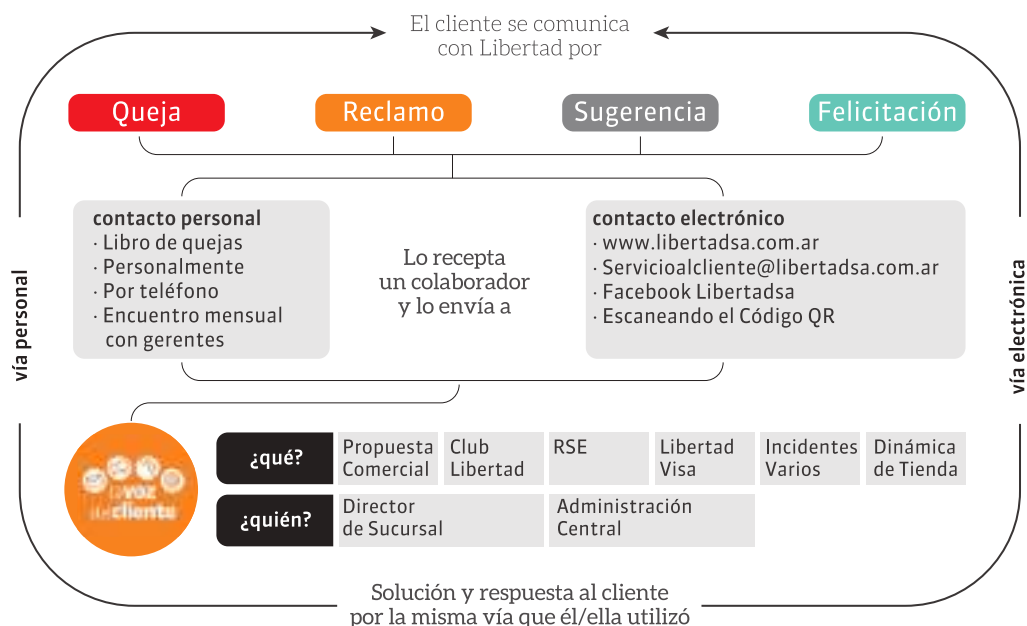 El cliente se comunica
con Libertad por
Queja
Reclamo
Sugerencia
Felicitación
contacto personal
· Libro de quejas
· Personalmente
· Por teléfono
· Encuentro mensual
con gerentes
Lo recepta
un colaborador
y lo envía a
contacto electrónico
· www.libertadsa.com.ar
· Servicioalcliente@libertadsa.com.ar
· Facebook Libertadsa
· Escaneando el Código QR
vía personal
vía electrónica
la voz
del cliente
¿qué?
Propuesta
Comercial
Club
Libertad
RSE
Libertad
Visa
Incidentes
Varios
Dinámica
de Tienda
¿quién?
Director
de Sucursal
Administración
Central
Solución y respuesta al cliente
por la misma vía que él/ella utilizó